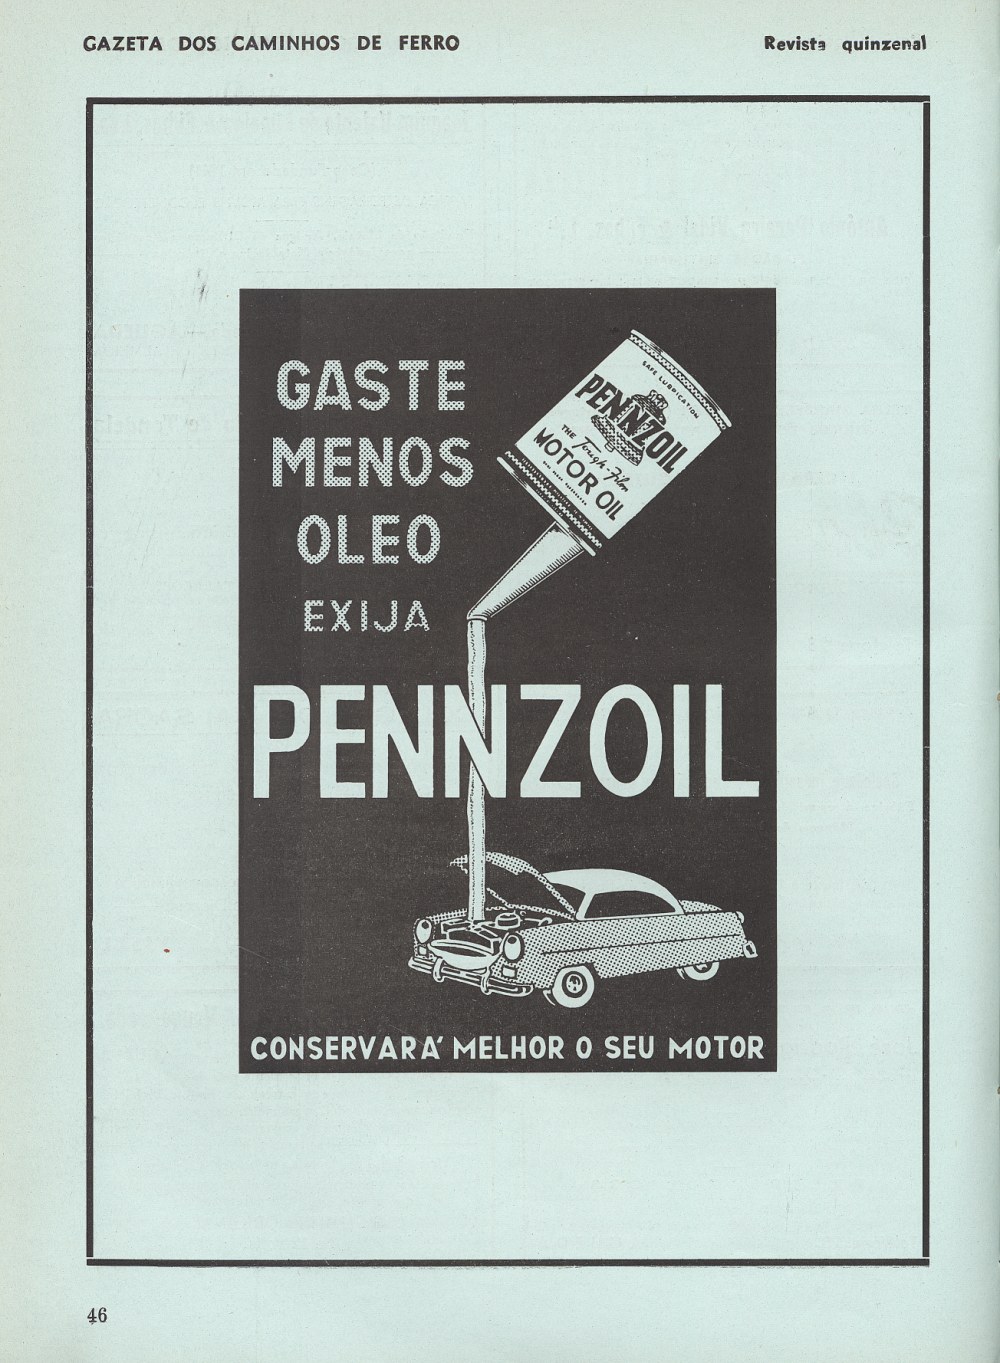 GAZETA DOS CAMINHOS DE FERRO
Revista quinzenal
GASTE
MENOS
OLEO
EXIJA
PENNZOIL
SAFE LUBRICATION
PENNZOIL
THE Tough-Film
MOTOR OIL
CONSERVARA´ MELHOR O SEU MOTOR
46